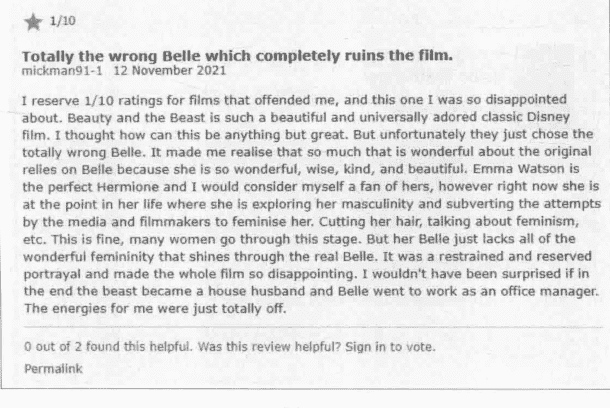 1/10
Totally the wrong Belle which completely ruins the film.
mickman91-1 12 November 2021
I reserve 1/10 ratings for films that offended me, and this one I was so disappointed
about. Beauty and the Beast is such a beautiful and universally adored classic Disney
film. I thought how can this be anything but great. But unfortunately they just chose the
totally wrong Belle. It made me realise that so much that is wonderful about the original
relies on Belle because she is so wonderful, wise, kind, and beautiful. Emma Watson is
the perfect Hermione and I would consider myself a fan of hers, however right now she is
at the point in her life where she is exploring her masculinity and subverting the attempts
by the media and filmmakers to feminise her. Cutting her hair, talking about feminism,
etc. This is fine, many women go through this stage. But her Belle just lacks all of the
wonderful femininity that shines through the real Belle. It was a restrained and reserved
portrayal and made the whole film so disappointing. I wouldn't have been surprised if in
the end the beast became a house husband and Belle went to work as an office manager.
The energies for me were just totally off.
0 out of 2 found this helpful. Was this review helpful? Sign in to vote.
Permalink